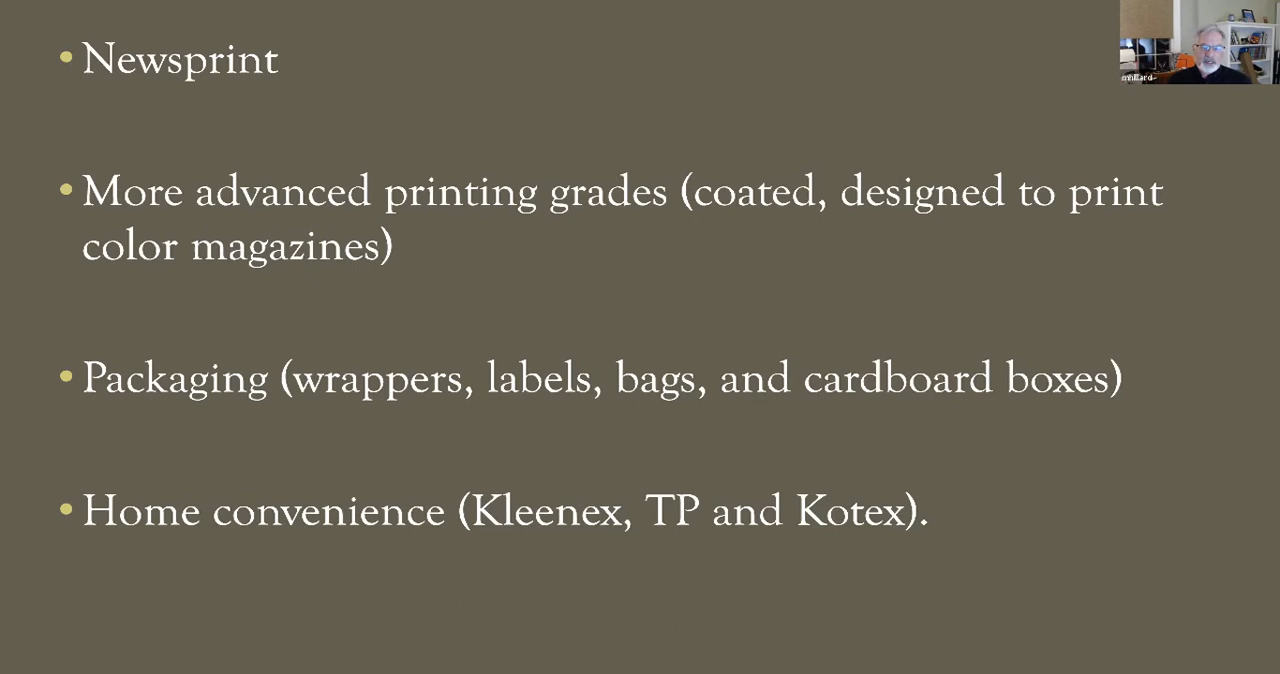 • Newsprint
• More advanced printing grades (coated, designed to print
color magazines)
• Packaging (wrappers, labels, bags, and cardboard boxes)
• Home convenience (Kleenex, TP and Kotex).